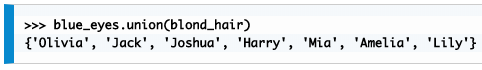 >>> blue_eyes.union(blond_hair)
{'Olivia', 'Jack', 'Joshua', 'Harry', 'Mia', 'Amelia', 'Lily'}